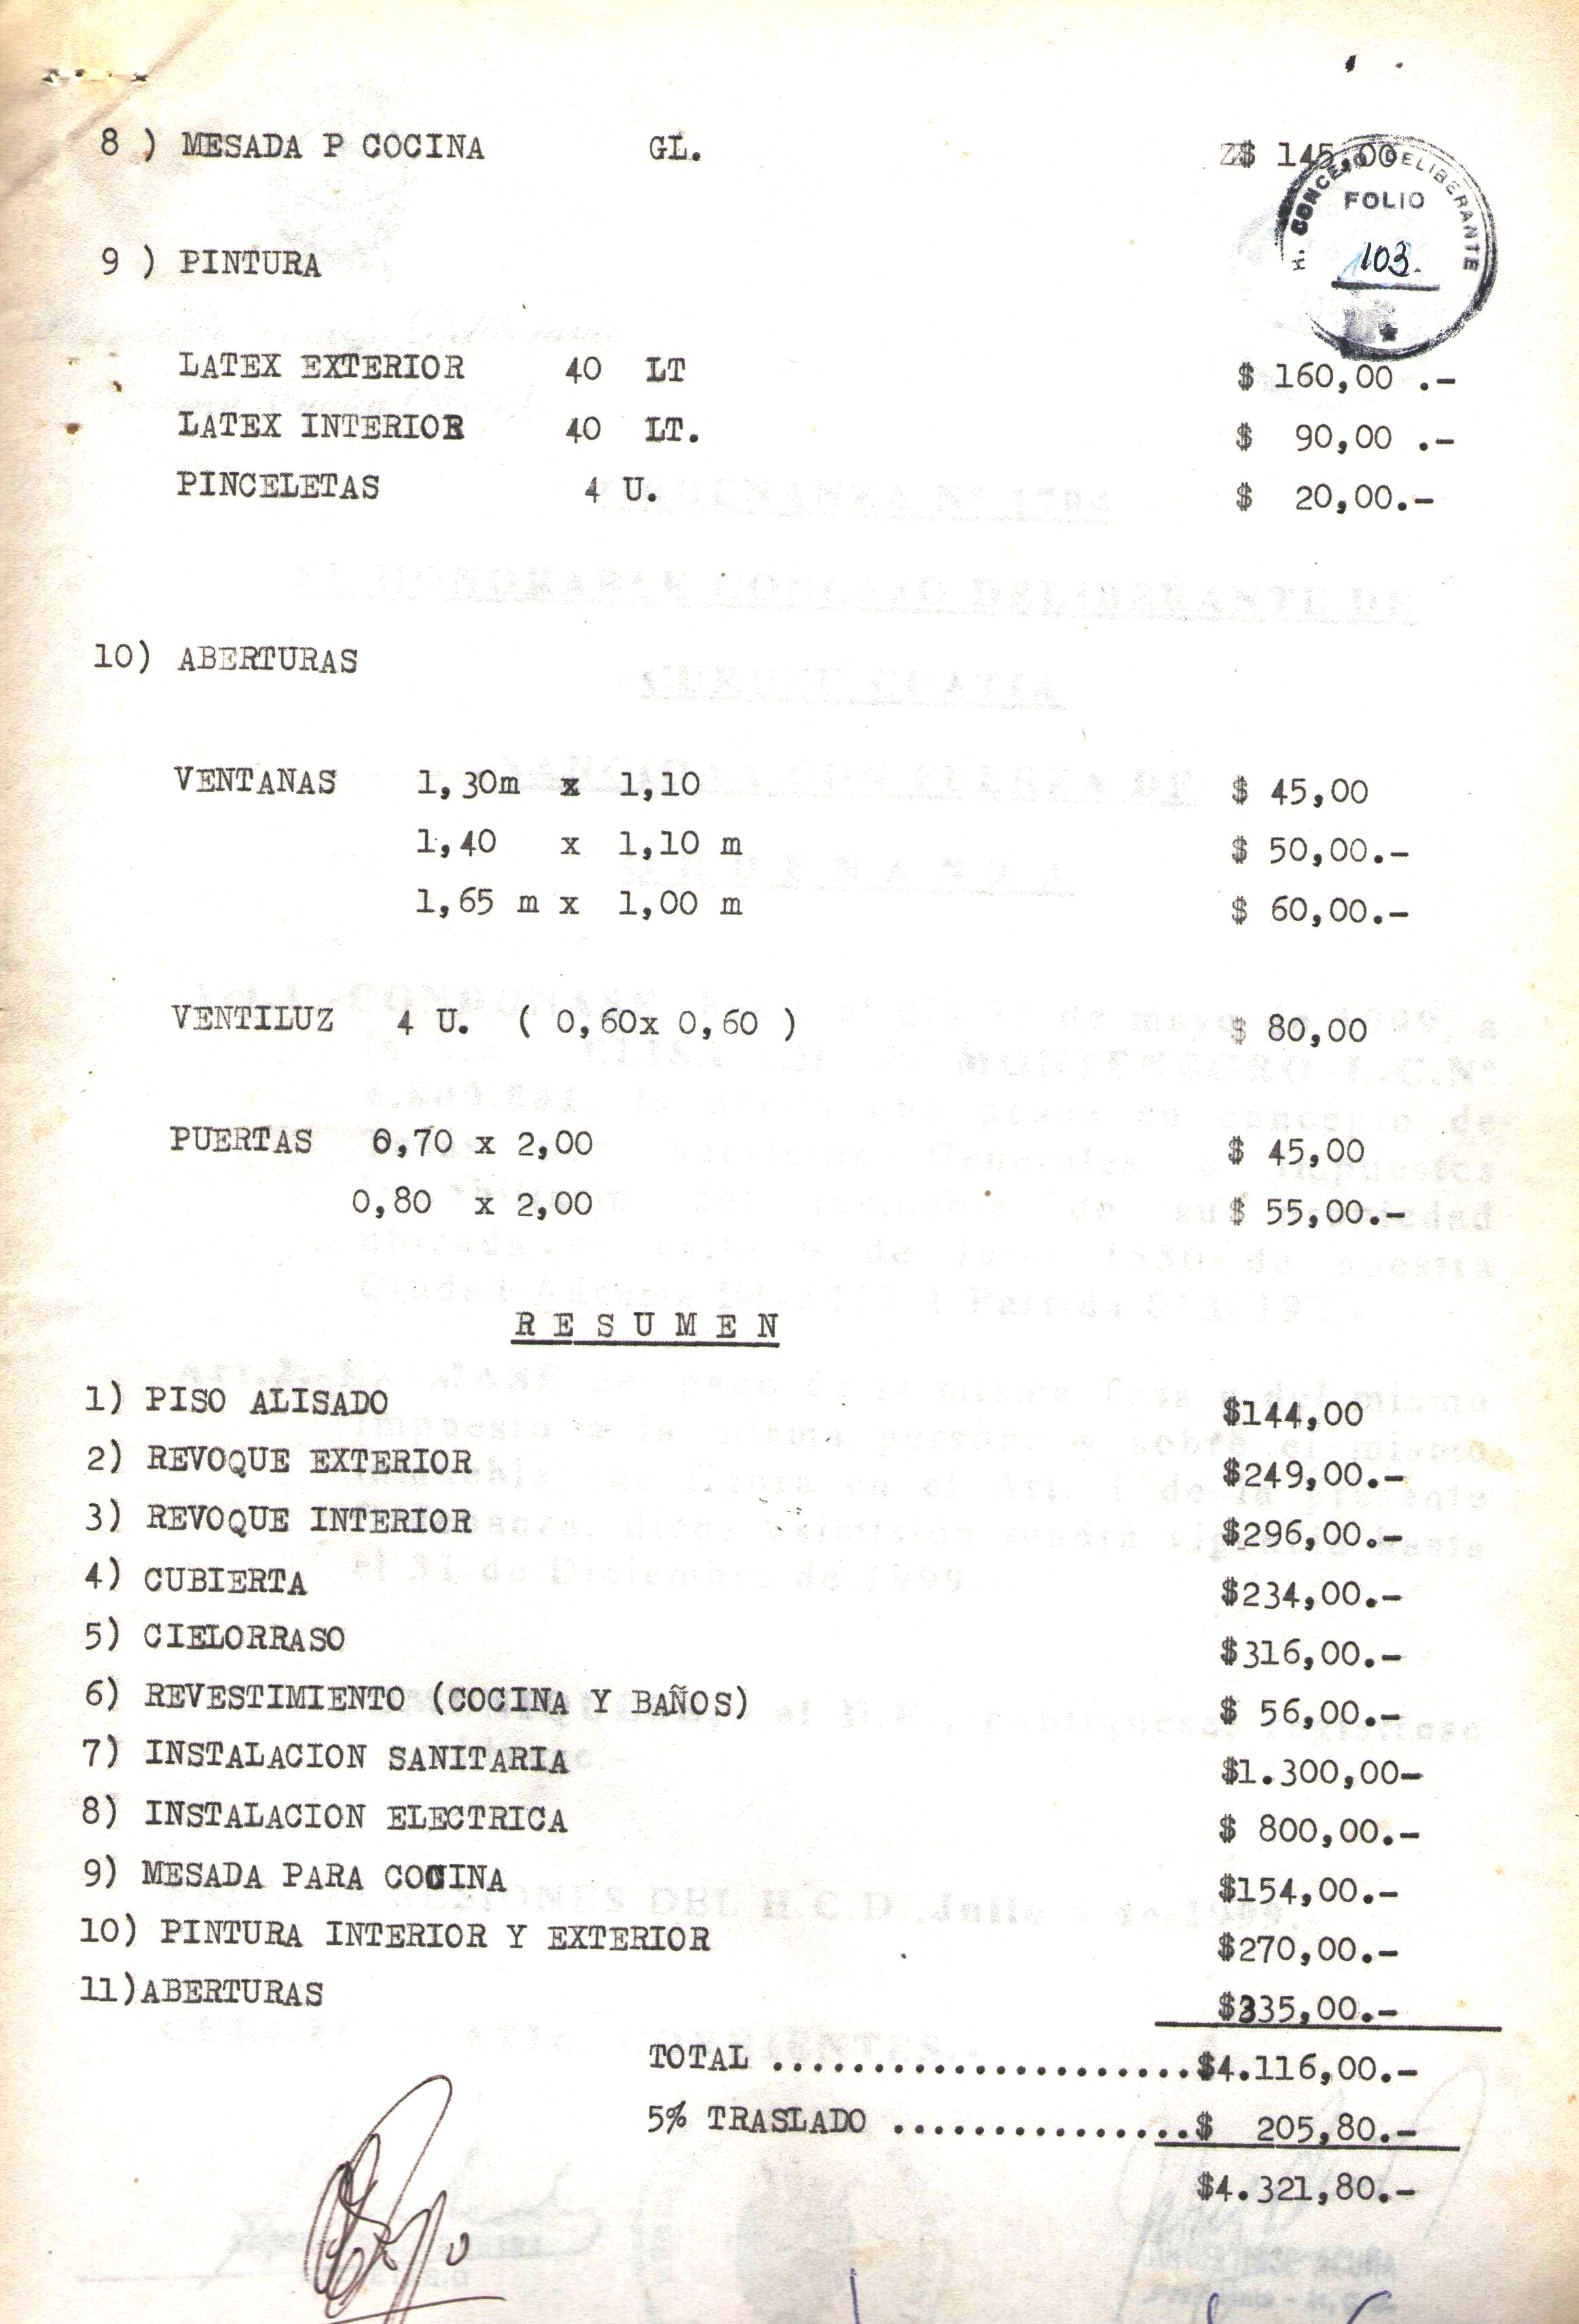 8 ) MESADA P COCINA GL. $ 145,00
H. CONCEJO DELIBERANTE
FOLIO
103.
9 ) PINTURA
LATEX EXTERIOR 40 LT $ 160,00 .-
LATEX INTERIOR 40 LT. $ 90,00 .-
PINCELETAS 4 U. $ 20,00.-
10) ABERTURAS
VENTANAS 1,30m x 1,10 $ 45,00
1,40 x 1,10 m $ 50,00.-
1,65 m x 1,00 m $ 60,00.-
VENTILUZ 4 U. ( 0,60x 0,60 ) $ 80,00
PUERTAS 0,70 x 2,00 $ 45,00
0,80 x 2,00 $ 55,00.-
R E S U M E N
1) PISO ALISADO $144,00
2) REVOQUE EXTERIOR $249,00.-
3) REVOQUE INTERIOR $296,00.-
4) CUBIERTA $234,00.-
5) CIELORRASO $316,00.-
6) REVESTIMIENTO (COCINA Y BAÑOS) $ 56,00.-
7) INSTALACION SANITARIA $1.300,00-
8) INSTALACION ELECTRICA $ 800,00.-
9) MESADA PARA COCINA $154,00.-
10) PINTURA INTERIOR Y EXTERIOR $270,00.-
11)ABERTURAS $335,00.-
TOTAL ......................$4.116,00.-
5% TRASLADO ................$ 205,80.-
$4.321,80.-